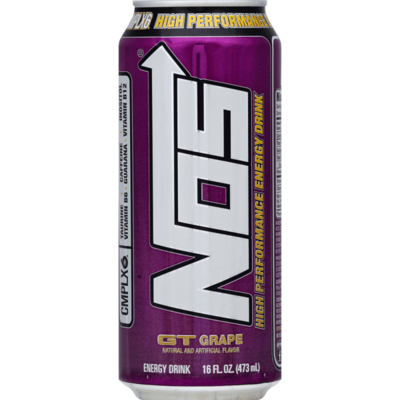 CMPLX6. HIGH PERFORMANCE
NOS®
HIGH PERFORMANCE ENERGY DRINK
CMPLX6.
TAURINE CAFFEINE INOSITOL
VITAMIN B6 GUARANA VITAMIN B12
GT GRAPE
NATURAL AND ARTIFICIAL FLAVOR
ENERGY DRINK 16 FL. OZ. (473 mL)